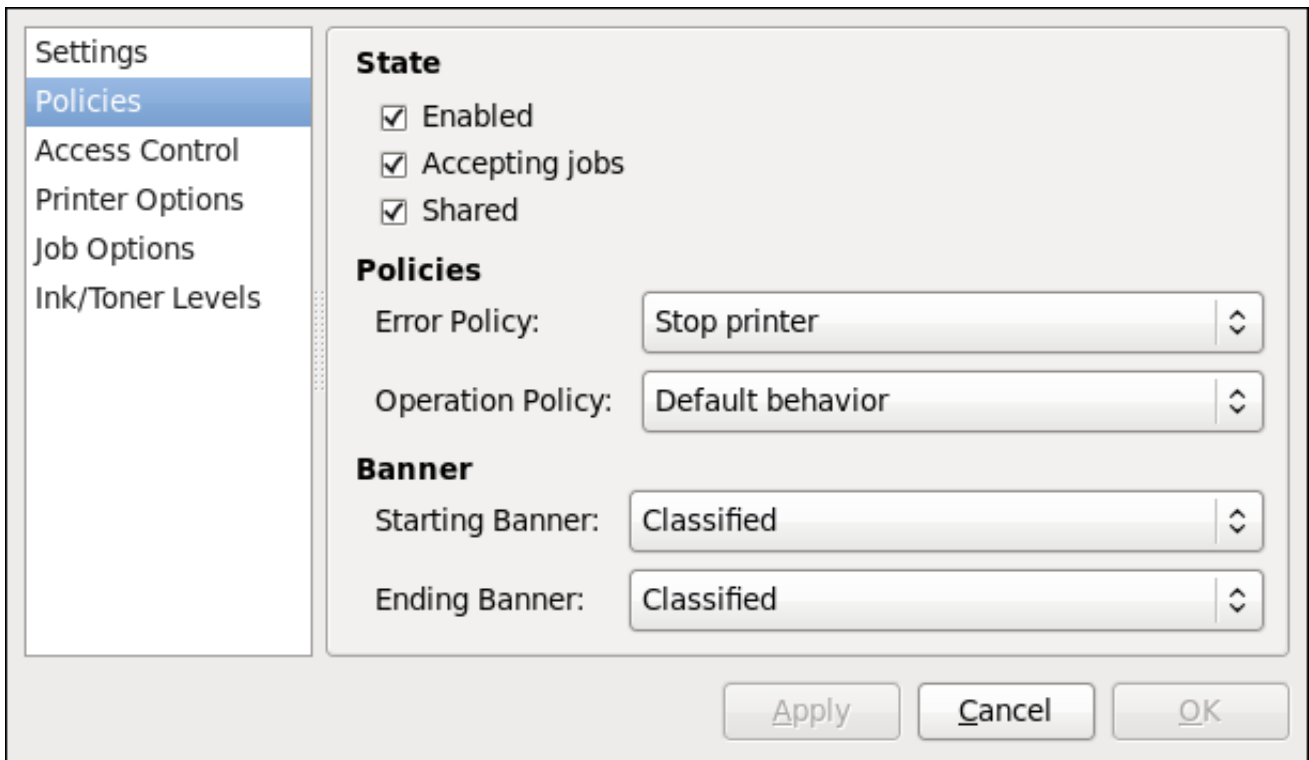 Settings
Policies
Access Control
Printer Options
Job Options
Ink/Toner Levels
State
Enabled
Accepting jobs
Shared
Policies
Error Policy: Stop printer
Operation Policy: Default behavior
Banner
Starting Banner: Classified
Ending Banner: Classified
Apply Cancel OK